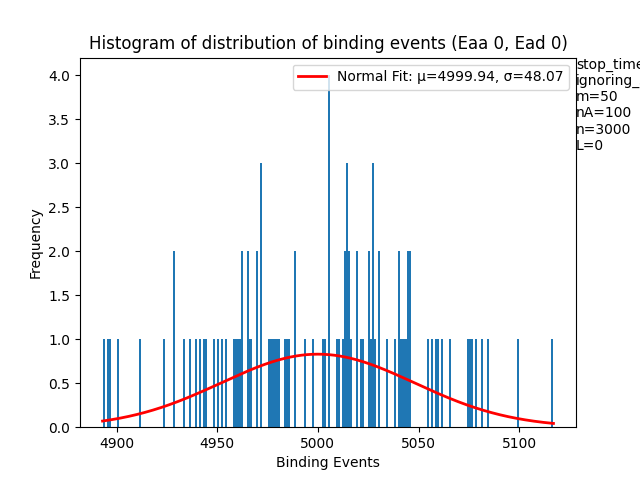 Histogram of distribution of binding events (Eaa 0, Ead 0)
Normal Fit: μ=4999.94, σ=48.07
stop_time
ignoring_
m=50
nA=100
n=3000
L=0
Frequency
4.0
3.5
3.0
2.5
2.0
1.5
1.0
0.5
0.0
4900 4950 5000 5050 5100
Binding Events